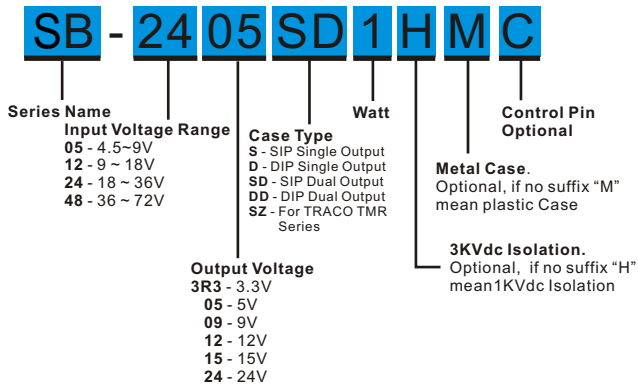 SB - 24 05 SD 1 H M C
Series Name
Input Voltage Range
05 - 4.5~9V
12 - 9 ~ 18V
24 - 18 ~ 36V
48 - 36 ~ 72V
Output Voltage
3R3 - 3.3V
05 - 5V
09 - 9V
12 - 12V
15 - 15V
24 - 24V
Case Type
S - SIP Single Output
D - DIP Single Output
SD - SIP Dual Output
DD - DIP Dual Output
SZ - For TRACO TMR
Series
Watt
3KVdc Isolation.
Optional, if no suffix “H”
mean1KVdc Isolation
Metal Case.
Optional, if no suffix “M”
mean plastic Case
Control Pin
Optional